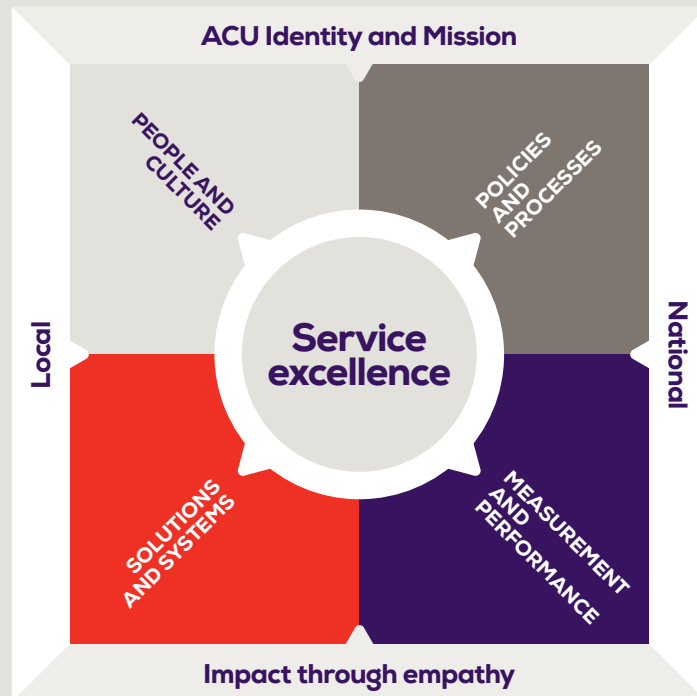 ACU Identity and Mission
PEOPLE AND
CULTURE
POLICIES
AND
PROCESSES
Local
Service
excellence
National
SOLUTIONS
AND SYSTEMS
MEASUREMENT
AND
PERFORMANCE
Impact through empathy